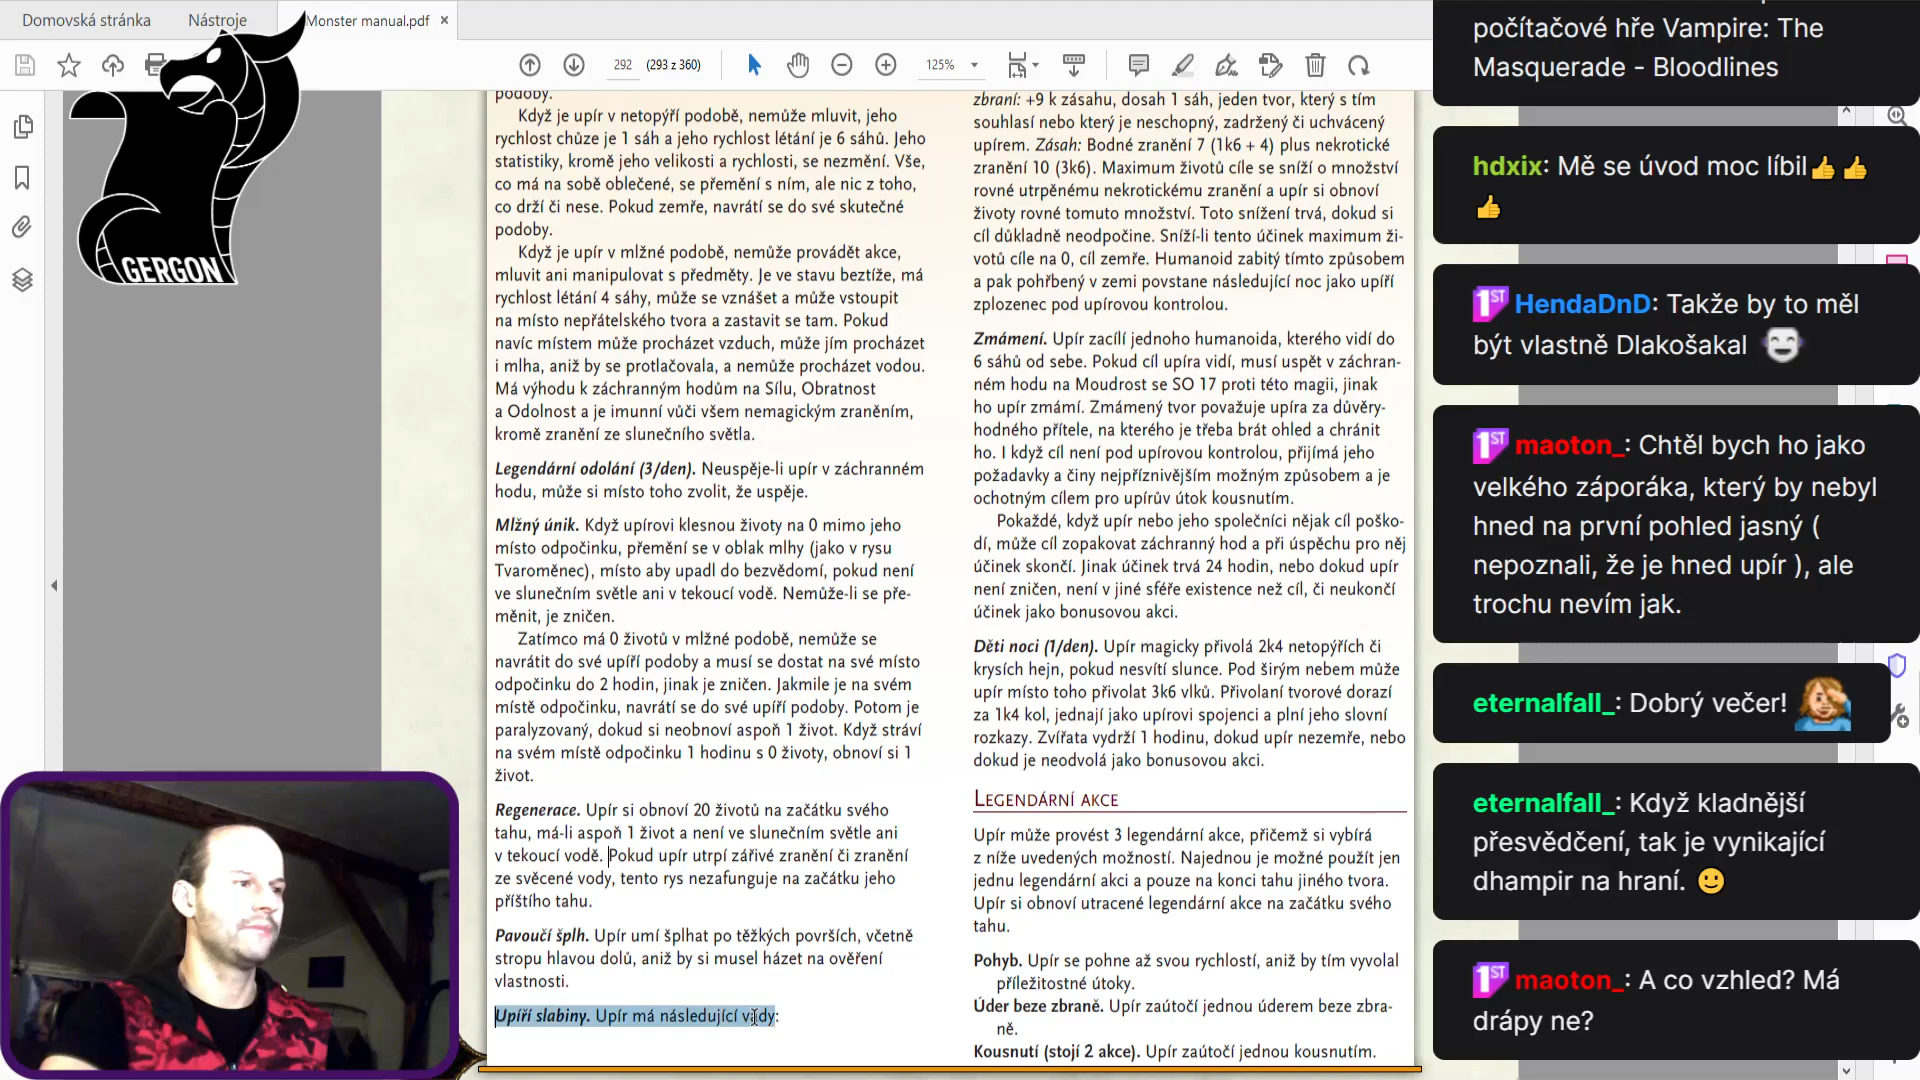 Domovská stránka
Nástroje
Monster manual.pdf
×
292
(293 z 360)
125%
podoby.
Když je upír v netopýří podobě, nemůže mluvit, jeho
rychlost chůze je 1 sáh a jeho rychlost létání je 6 sáhů. Jeho
statistiky, kromě jeho velikosti a rychlosti, se nezmění. Vše,
co má na sobě oblečené, se přemění s ním, ale nic z toho,
co drží či nese. Pokud zemře, navrátí se do své skutečné
podoby.
Když je upír v mlžné podobě, nemůže provádět akce,
mluvit ani manipulovat s předměty. Je ve stavu beztíže, má
rychlost létání 4 sáhy, může se vznášet a může vstoupit
na místo nepřátelského tvora a zastavit se tam. Pokud
navíc místem může procházet vzduch, může jím procházet
i mlha, aniž by se protlačovala, a nemůže procházet vodou.
Má výhodu k záchranným hodům na Sílu, Obratnost
a Odolnost a je imunní vůči všem nemagickým zraněním,
kromě zranění ze slunečního světla.
Legendární odolání (3/den). Neuspěje-li upír v záchranném
hodu, může si místo toho zvolit, že uspěje.
Mlžný únik. Když upírovi klesnou životy na 0 mimo jeho
místo odpočinku, přemění se v oblak mlhy (jako v rysu
Tvaroměnec), místo aby upadl do bezvědomí, pokud není
ve slunečním světle ani v tekoucí vodě. Nemůže-li se pře-
měnit, je zničen.
Zatímco má 0 životů v mlžné podobě, nemůže se
navrátit do své upíří podoby a musí se dostat na své místo
odpočinku do 2 hodin, jinak je zničen. Jakmile je na svém
místě odpočinku, navrátí se do své upíří podoby. Potom je
paralyzovaný, dokud si neobnoví aspoň 1 život. Když stráví
na svém místě odpočinku 1 hodinu s 0 životy, obnoví si 1
život.
Regenerace. Upír si obnoví 20 životů na začátku svého
tahu, má-li aspoň 1 život a není ve slunečním světle ani
v tekoucí vodě. Pokud upír utrpí zářivé zranění či zranění
ze svěcené vody, tento rys nezafunguje na začátku jeho
příštího tahu.
Pavoučí šplh. Upír umí šplhat po těžkých površích, včetně
stropu hlavou dolů, aniž by si musel házet na ověření
vlastnosti.
Upíří slabiny. Upír má následující vady:
zbraní: +9 k zásahu, dosah 1 sáh, jeden tvor, který s tím
souhlasí nebo který je neschopný, zadržený či uchvácený
upírem. Zásah: Bodné zranění 7 (1k6 + 4) plus nekrotické
zranění 10 (3k6). Maximum životů cíle se sníží o množství
rovné utrpěnému nekrotickému zranění a upír si obnoví
životy rovné tomuto množství. Toto snížení trvá, dokud si
cíl důkladně neodpočine. Sníží-li tento účinek maximum ži-
votů cíle na 0, cíl zemře. Humanoid zabitý tímto způsobem
a pak pohřbený v zemi povstane následující noc jako upíří
zplozenec pod upírovou kontrolou.
Zmámení. Upír zacílí jednoho humanoida, kterého vidí do
6 sáhů od sebe. Pokud cíl upíra vidí, musí uspět v záchran-
ném hodu na Moudrost se SO 17 proti této magii, jinak
ho upír zmámí. Zmámený tvor považuje upíra za důvěry-
hodného přítele, na kterého je třeba brát ohled a chránit
ho. I když cíl není pod upírovou kontrolou, přijímá jeho
požadavky a činy nejpříznivějším možným způsobem a je
ochotným cílem pro upírův útok kousnutím.
Pokaždé, když upír nebo jeho společníci nějak cíl poško-
dí, může cíl zopakovat záchranný hod a při úspěchu pro něj
účinek skončí. Jinak účinek trvá 24 hodin, nebo dokud upír
není zničen, není v jiné sféře existence než cíl, či neukončí
účinek jako bonusovou akci.
Děti noci (1/den). Upír magicky přivolá 2k4 netopýřích či
krysích hejn, pokud nesvítí slunce. Pod širým nebem může
upír místo toho přivolat 3k6 vlků. Přivolaní tvorové dorazí
za 1k4 kol, jednají jako upírovi spojenci a plní jeho slovní
rozkazy. Zvířata vydrží 1 hodinu, dokud upír nezemře, nebo
dokud je neodvolá jako bonusovou akci.
Legendární akce
Upír může provést 3 legendární akce, přičemž si vybírá
z níže uvedených možností. Najednou je možné použít jen
jednu legendární akci a pouze na konci tahu jiného tvora.
Upír si obnoví utracené legendární akce na začátku svého
tahu.
Pohyb. Upír se pohne až svou rychlostí, aniž by tím vyvolal
příležitostné útoky.
Úder beze zbraně. Upír zaútočí jednou úderem beze zbra-
ně.
Kousnutí (stojí 2 akce). Upír zaútočí jednou kousnutím.
GERGON
počítačové hře Vampire: The
Masquerade - Bloodlines
hdxix: Mě se úvod moc líbil👍👍
👍
1ST HendaDnD: Takže by to měl
být vlastně Dlakošakal
1ST maoton_: Chtěl bych ho jako
velkého záporáka, který by nebyl
hned na první pohled jasný (
nepoznali, že je hned upír ), ale
trochu nevím jak.
eternalfall_: Dobrý večer!
eternalfall_: Když kladnější
přesvědčení, tak je vynikající
dhampir na hraní. 🙂
1ST maoton_: A co vzhled? Má
drápy ne?